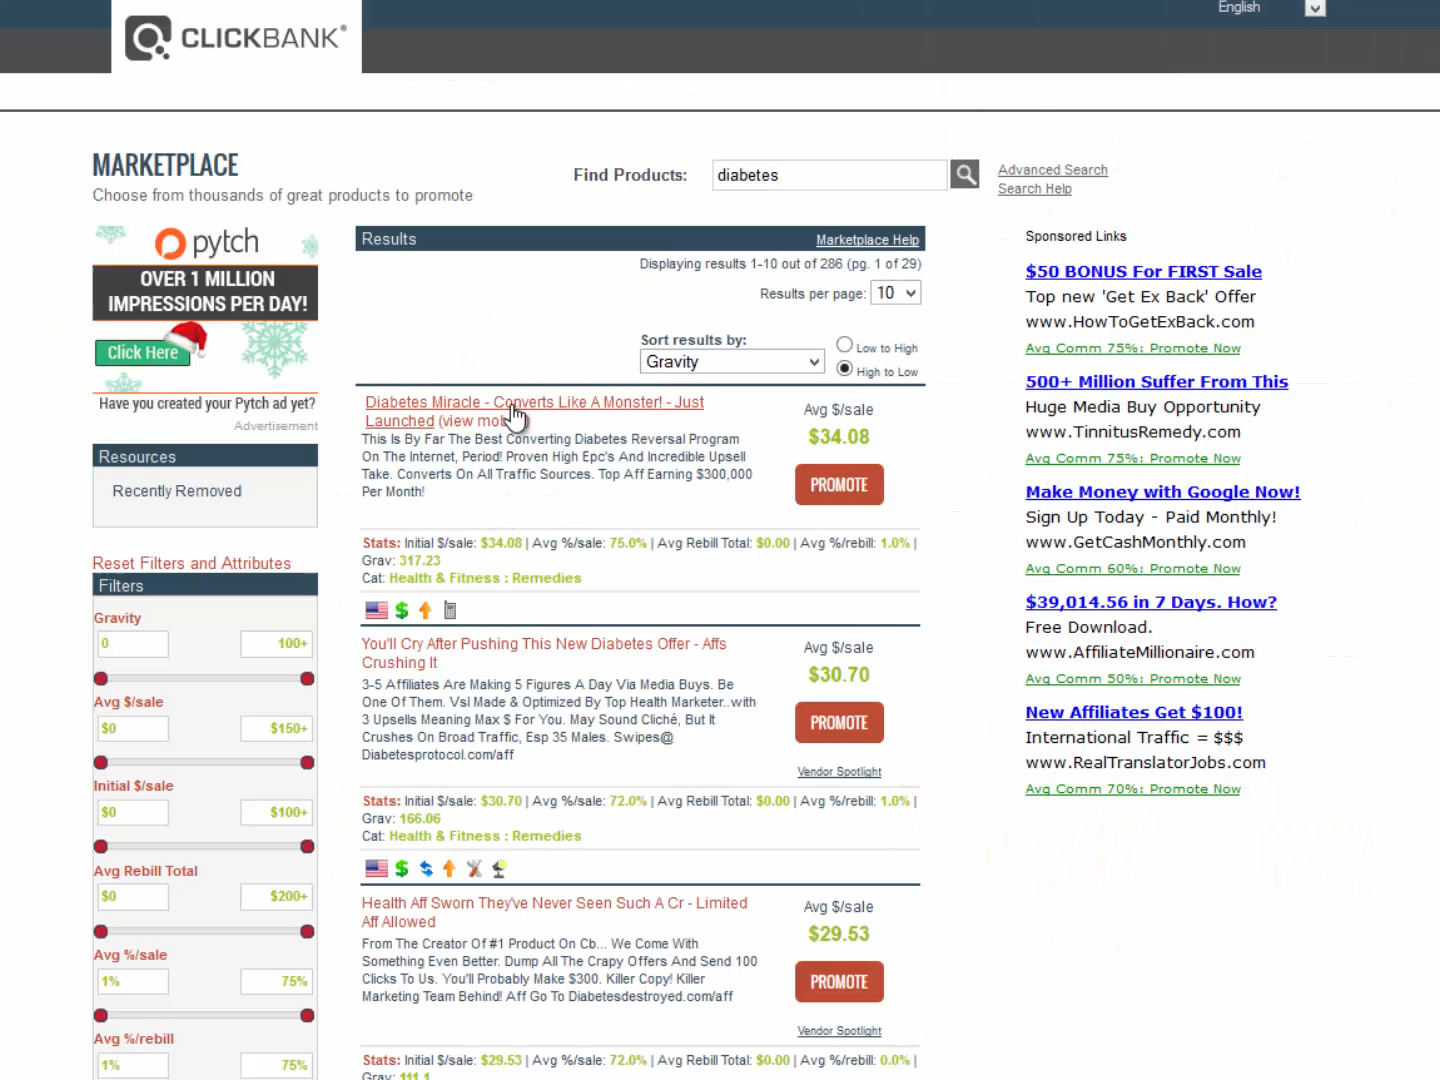 English
CLICKBANK®
MARKETPLACE
Choose from thousands of great products to promote
Find Products:
diabetes
Advanced Search
Search Help
pytch
OVER 1 MILLION
IMPRESSIONS PER DAY!
Click Here
Have you created your Pytch ad yet?
Advertisement
Resources
Recently Removed
Reset Filters and Attributes
Filters
Gravity
0 100+
Avg $/sale
$0 $150+
Initial $/sale
$0 $100+
Avg Rebill Total
$0 $200+
Avg %/sale
1% 75%
Avg %/rebill
1% 75%
Results
Marketplace Help
Displaying results 1-10 out of 286 (pg. 1 of 29)
Results per page: 10
Sort results by:
Gravity
Low to High
High to Low
Diabetes Miracle - Converts Like A Monster! - Just
Launched (view mo
This Is By Far The Best Converting Diabetes Reversal Program
On The Internet, Period! Proven High Epc's And Incredible Upsell
Take. Converts On All Traffic Sources. Top Aff Earning $300,000
Per Month!
Avg $/sale
$34.08
PROMOTE
Stats: Initial $/sale: $34.08 | Avg %/sale: 75.0% | Avg Rebill Total: $0.00 | Avg %/rebill: 1.0% |
Grav: 317.23
Cat: Health & Fitness : Remedies
You'll Cry After Pushing This New Diabetes Offer - Affs
Crushing It
3-5 Affiliates Are Making 5 Figures A Day Via Media Buys. Be
One Of Them. Vsl Made & Optimized By Top Health Marketer..with
3 Upsells Meaning Max $ For You. May Sound Cliché, But It
Crushes On Broad Traffic, Esp 35 Males. Swipes@
Diabetesprotocol.com/aff
Avg $/sale
$30.70
PROMOTE
Vendor Spotlight
Stats: Initial $/sale: $30.70 | Avg %/sale: 72.0% | Avg Rebill Total: $0.00 | Avg %/rebill: 1.0% |
Grav: 166.06
Cat: Health & Fitness : Remedies
Health Aff Sworn They've Never Seen Such A Cr - Limited
Aff Allowed
From The Creator Of #1 Product On Cb... We Come With
Something Even Better. Dump All The Crapy Offers And Send 100
Clicks To Us. You'll Probably Make $300. Killer Copy! Killer
Marketing Team Behind! Aff Go To Diabetesdestroyed.com/aff
Avg $/sale
$29.53
PROMOTE
Vendor Spotlight
Stats: Initial $/sale: $29.53 | Avg %/sale: 72.0% | Avg Rebill Total: $0.00 | Avg %/rebill: 0.0% |
Grav: 111.1
Sponsored Links
$50 BONUS For FIRST Sale
Top new 'Get Ex Back' Offer
www.HowToGetExBack.com
Avg Comm 75%: Promote Now
500+ Million Suffer From This
Huge Media Buy Opportunity
www.TinnitusRemedy.com
Avg Comm 75%: Promote Now
Make Money with Google Now!
Sign Up Today - Paid Monthly!
www.GetCashMonthly.com
Avg Comm 60%: Promote Now
$39,014.56 in 7 Days. How?
Free Download.
www.AffiliateMillionaire.com
Avg Comm 50%: Promote Now
New Affiliates Get $100!
International Traffic = $$$
www.RealTranslatorJobs.com
Avg Comm 70%: Promote Now